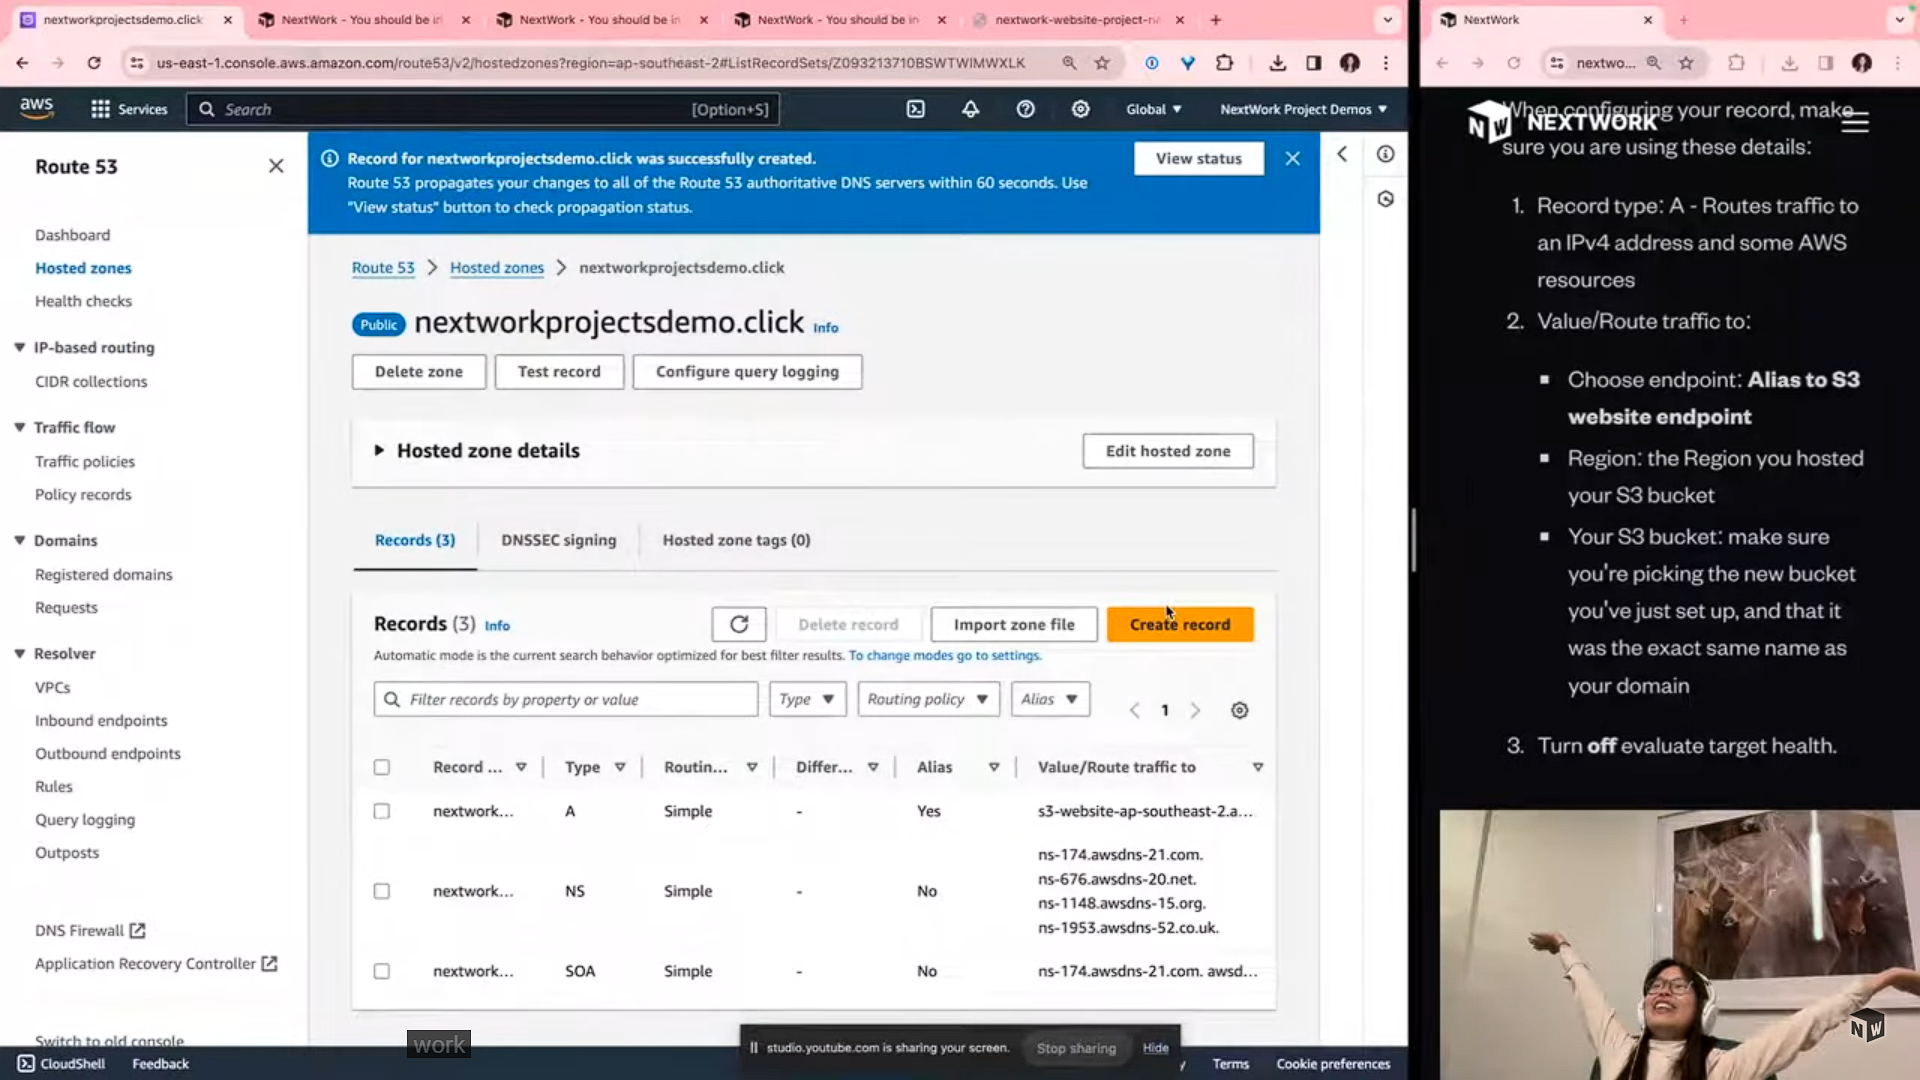 nextworkprojectsdemo.click
NextWork - You should be in
NextWork - You should be in
NextWork - You should be in
nextwork-website-project-n
us-east-1.console.aws.amazon.com/route53/v2/hostedzones?region=ap-southeast-2#ListRecordSets/Z093213710BSWTWIMWXLK
aws
Services
Search
[Option+S]
Global
NextWork Project Demos
Route 53
Dashboard
Hosted zones
Health checks
IP-based routing
CIDR collections
Traffic flow
Traffic policies
Policy records
Domains
Registered domains
Requests
Resolver
VPCs
Inbound endpoints
Outbound endpoints
Rules
Query logging
Outposts
DNS Firewall
Application Recovery Controller
Switch to old console
Record for nextworkprojectsdemo.click was successfully created.
Route 53 propagates your changes to all of the Route 53 authoritative DNS servers within 60 seconds. Use
"View status" button to check propagation status.
View status
Route 53
Hosted zones
nextworkprojectsdemo.click
Public
nextworkprojectsdemo.click
Info
Delete zone
Test record
Configure query logging
Hosted zone details
Edit hosted zone
Records (3)
DNSSEC signing
Hosted zone tags (0)
Records (3)
Info
Delete record
Import zone file
Create record
Automatic mode is the current search behavior optimized for best filter results. To change modes go to settings.
Filter records by property or value
Type
Routing policy
Alias
1
Record ...
Type
Routin...
Differ...
Alias
Value/Route traffic to
nextwork...
A
Simple
-
Yes
s3-website-ap-southeast-2.a...
nextwork...
NS
Simple
-
No
ns-174.awsdns-21.com.
ns-676.awsdns-20.net.
ns-1148.awsdns-15.org.
ns-1953.awsdns-52.co.uk.
nextwork...
SOA
Simple
-
No
ns-174.awsdns-21.com. awsd...
work
studio.youtube.com is sharing your screen.
Stop sharing
Hide
CloudShell
Feedback
y
Terms
Cookie preferences
NextWork
nextwo...
NW
NEXTWORK
When configuring your record, make
sure you are using these details:
1. Record type: A - Routes traffic to
an IPv4 address and some AWS
resources
2. Value/Route traffic to:
Choose endpoint: Alias to S3
website endpoint
Region: the Region you hosted
your S3 bucket
Your S3 bucket: make sure
you're picking the new bucket
you've just set up, and that it
was the exact same name as
your domain
3. Turn off evaluate target health.
NW